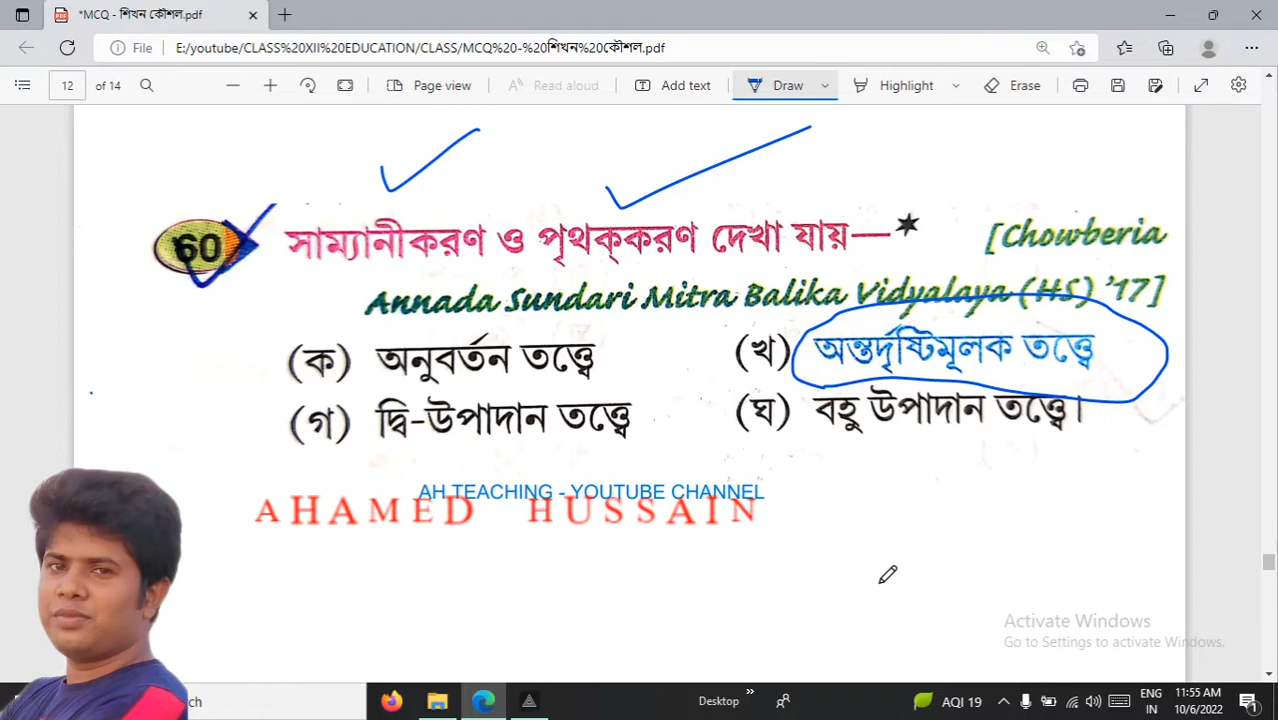 *MCQ - শিখন কৌশল.pdf
File E:/youtube/CLASS%20XII%20EDUCATION/CLASS/MCQ%20-%20শিখন%20কৌশল.pdf
12 of 14 Page view Read aloud Add text Draw Highlight Erase
60 সাম্যানীকরণ ও পৃথক্‌করণ দেখা যায়—★ [Chowberia
Annada Sundari Mitra Balika Vidyalaya (HS) '17]
(ক) অনুবর্তন তত্ত্বে (খ) অন্তর্দৃষ্টিমূলক তত্ত্বে
(গ) দ্বি-উপাদান তত্ত্বে (ঘ) বহু উপাদান তত্ত্বে।
AH TEACHING - YOUTUBE CHANNEL
AHAMED HUSSAIN
Activate Windows
Go to Settings to activate Windows.
rch Desktop AQI 19 ENG 11:55 AM
IN 10/6/2022